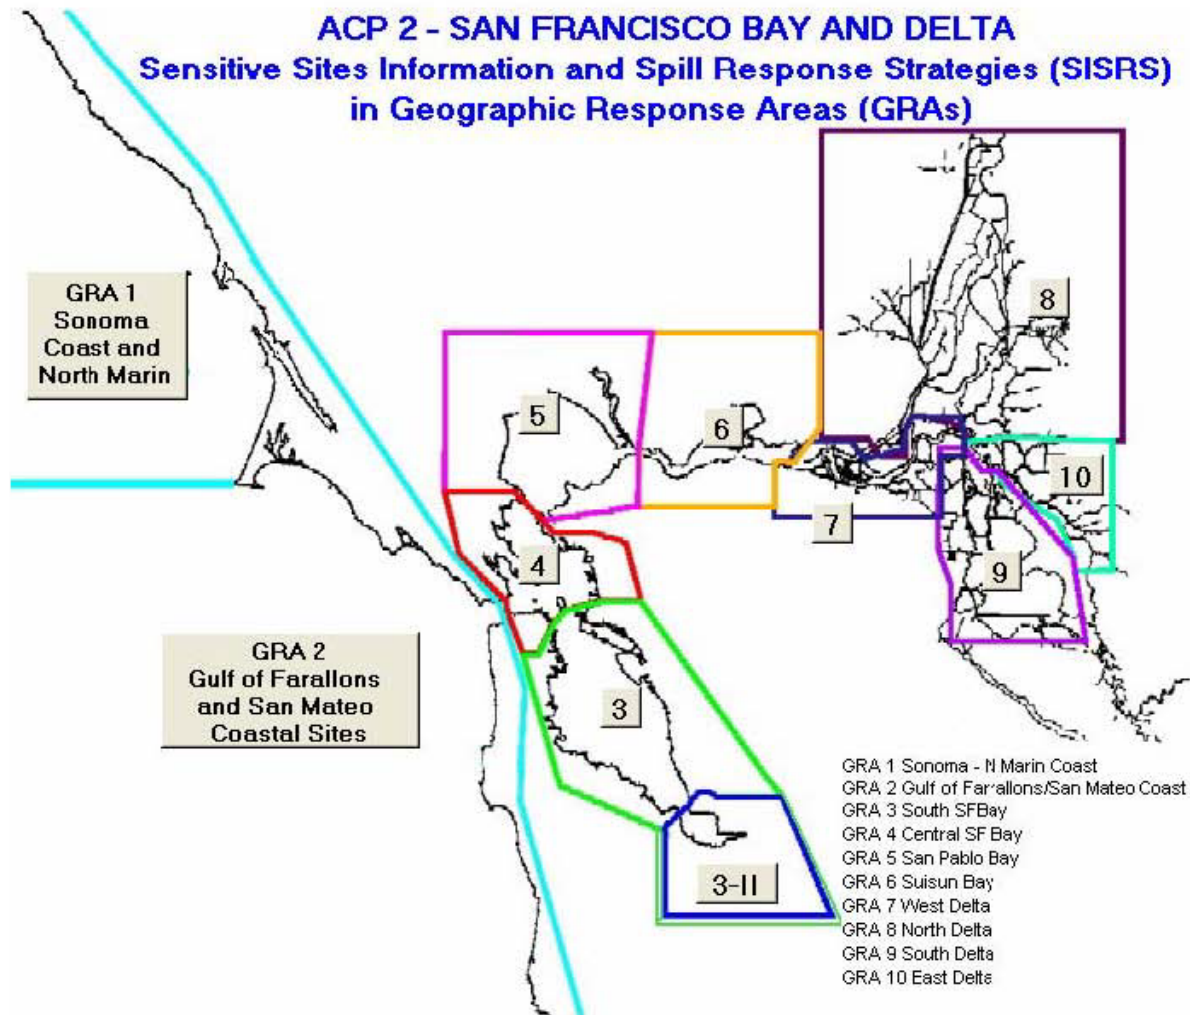 ACP 2 - SAN FRANCISCO BAY AND DELTA
Sensitive Sites Information and Spill Response Strategies (SISRS)
in Geographic Response Areas (GRAs)
GRA 1
Sonoma
Coast and
North Marin
8
5
6
10
7
4
9
GRA 2
Gulf of Farallons
and San Mateo
Coastal Sites
3
3-II
GRA 1 Sonoma - N Marin Coast
GRA 2 Gulf of Farrallons/San Mateo Coast
GRA 3 South SFBay
GRA 4 Central SF Bay
GRA 5 San Pablo Bay
GRA 6 Suisun Bay
GRA 7 West Delta
GRA 8 North Delta
GRA 9 South Delta
GRA 10 East Delta